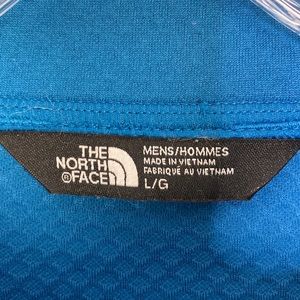 THE
NORTH
FACE®
MENS/HOMMES
MADE IN VIETNAM
FABRIQUÉ AU VIETNAM
L/G